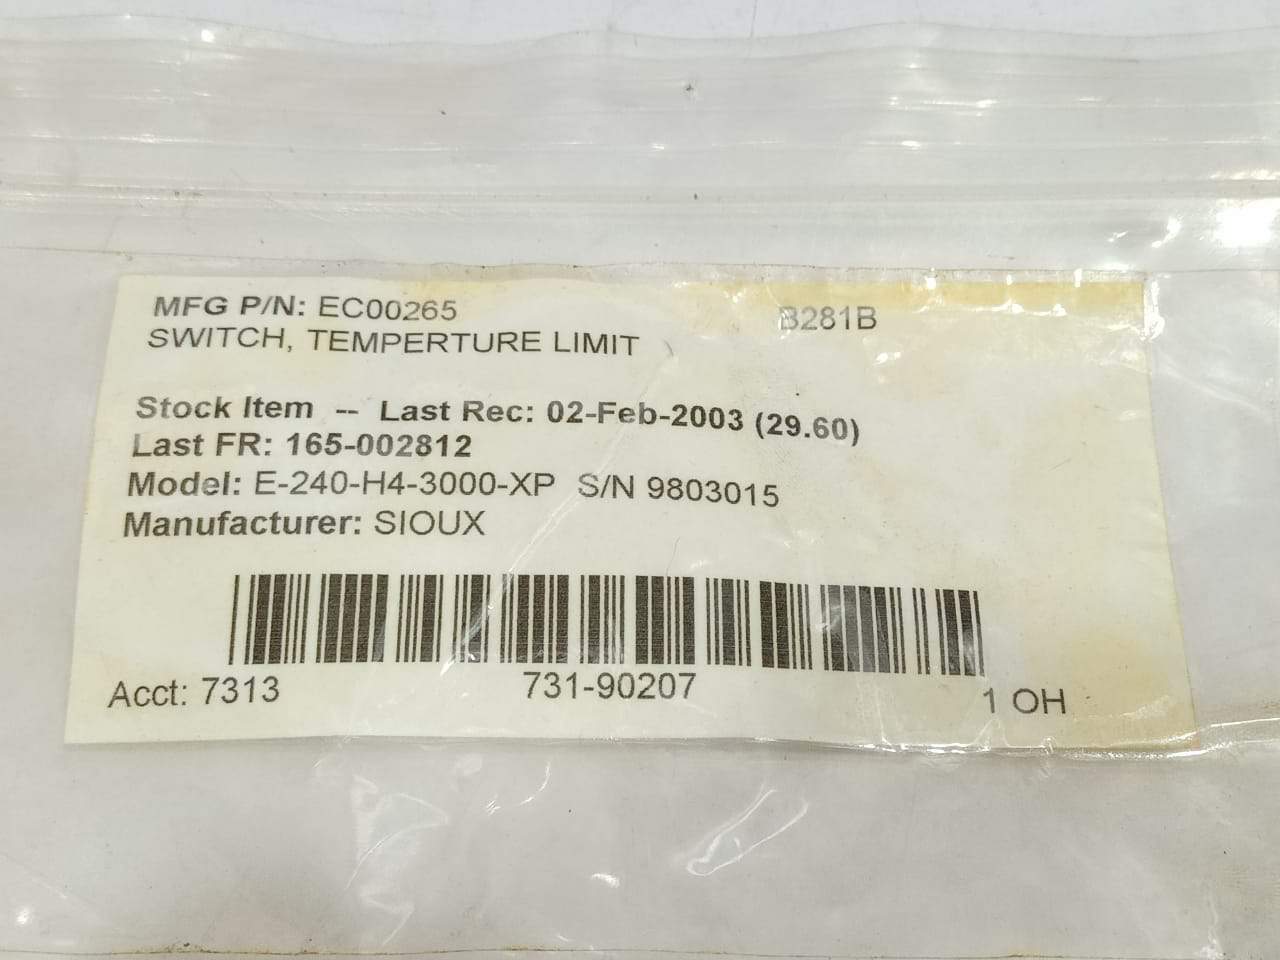 MFG P/N: EC00265 B281B
SWITCH, TEMPERTURE LIMIT
Stock Item -- Last Rec: 02-Feb-2003 (29.60)
Last FR: 165-002812
Model: E-240-H4-3000-XP S/N 9803015
Manufacturer: SIOUX
Acct: 7313 731-90207 1 OH